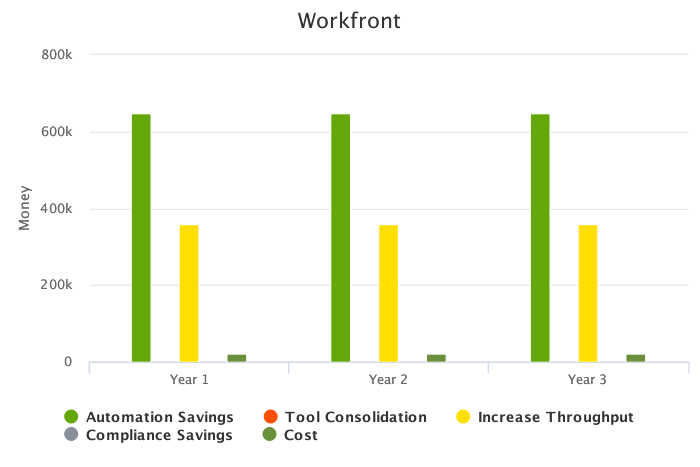 Workfront
800k
600k
400k
200k
0
Money
Year 1 Year 2 Year 3
Automation Savings Tool Consolidation Increase Throughput
Compliance Savings Cost